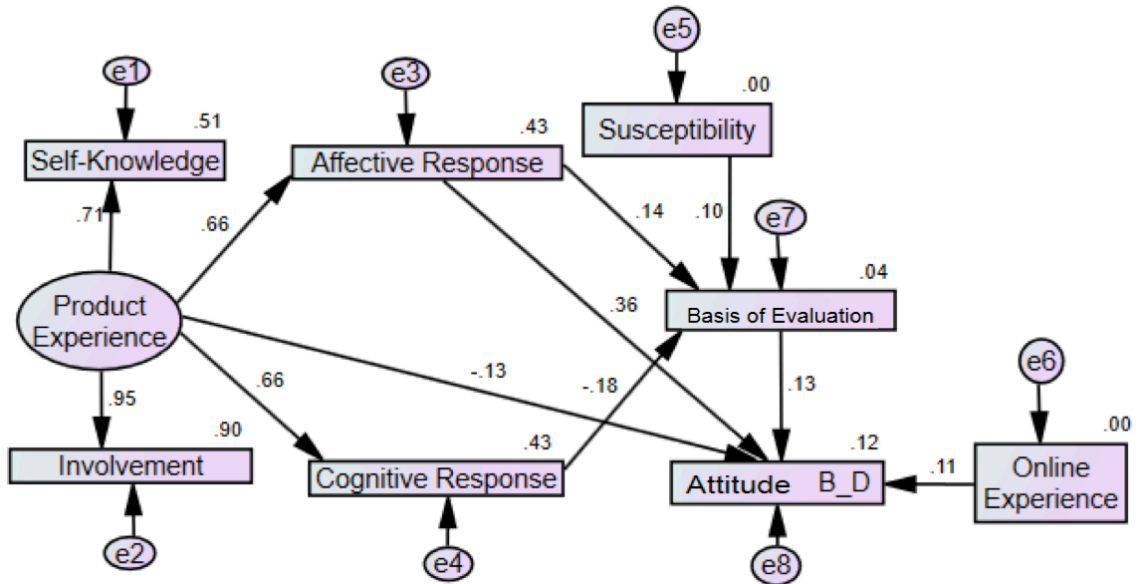 e5
e1
e3
.00
.51
.43
Susceptibility
Self-Knowledge
Affective Response
.71
.66
.14
.10
e7
.04
Product
Experience
.36
Basis of Evaluation
e6
.95
.66
-.13
-.18
.13
.90
.43
.12
.00
Involvement
Cognitive Response
Attitude B_D
.11
Online
Experience
e2
e4
e8